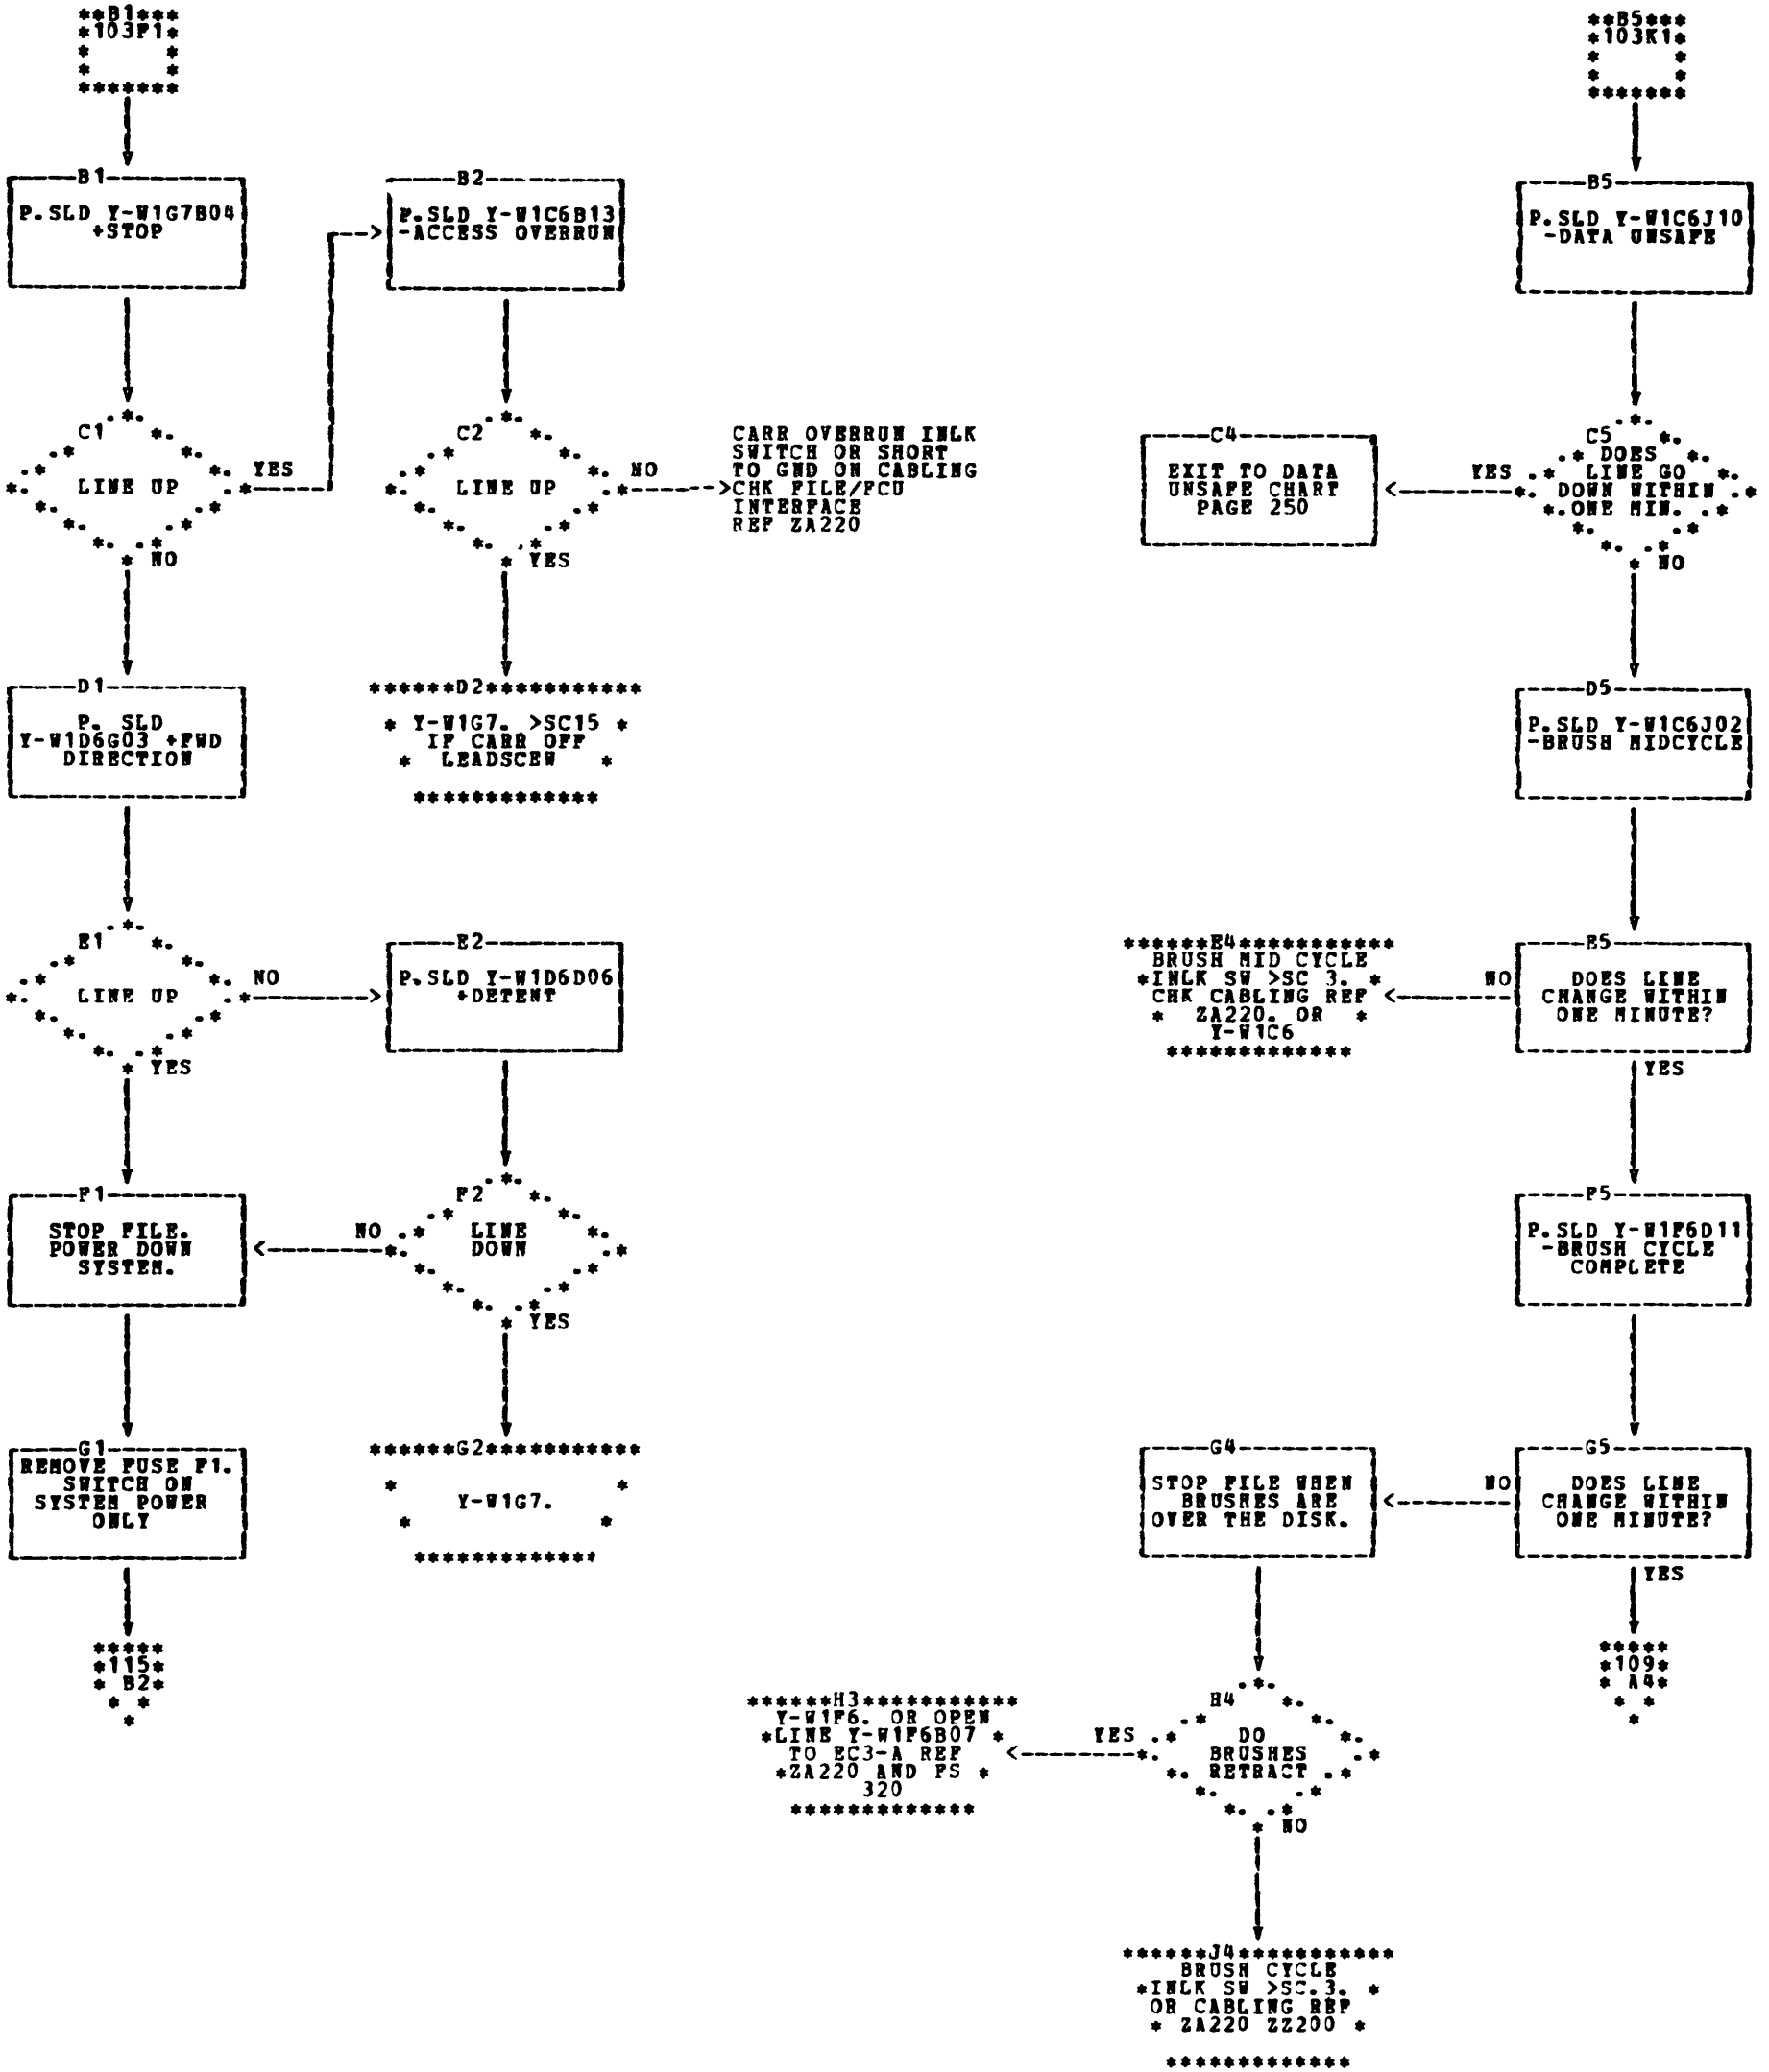 **B1***
*103F1*
B1
P.SLD Y-W1G7B04
+STOP
C1
LINE UP
YES
NO
D1
P. SLD
Y-W1D6G03 +FWD
DIRECTION
E1
LINE UP
NO
YES
F1
STOP FILE.
POWER DOWN
SYSTEM.
G1
REMOVE FUSE F1.
SWITCH ON
SYSTEM POWER
ONLY
*115*
* B2*
B2
P.SLD Y-W1C6B13
-ACCESS OVERRUN
C2
LINE UP
NO
YES
CARR OVERRUN INLK
SWITCH OR SHORT
TO GND ON CABLING
CHK FILE/FCU
INTERFACE
REF ZA220
******D2***********
* Y-W1G7. >SC15 *
IF CARR OFF
* LEADSCEW *
E2
P.SLD Y-W1D6D06
+DETENT
F2
LINE
DOWN
NO
YES
******G2***********
Y-W1G7.
**B5***
*103K1*
B5
P.SLD Y-W1C6J10
-DATA UNSAFE
C5
DOES
LINE GO
DOWN WITHIN
ONE MIN.
YES
NO
C4
EXIT TO DATA
UNSAFE CHART
PAGE 250
D5
P.SLD Y-W1C6J02
-BRUSH MIDCYCLE
E5
DOES LINE
CHANGE WITHIN
ONE MINUTE?
NO
YES
******E4***********
BRUSH MID CYCLE
*INLK SW >SC 3. *
CHK CABLING REF
* ZA220. OR *
Y-W1C6
F5
P.SLD Y-W1F6D11
-BRUSH CYCLE
COMPLETE
G5
DOES LINE
CHANGE WITHIN
ONE MINUTE?
NO
YES
*109*
* A4*
G4
STOP FILE WHEN
BRUSHES ARE
OVER THE DISK.
H4
DO
BRUSHES
RETRACT
YES
NO
******H3***********
Y-W1F6. OR OPEN
*LINE Y-W1F6B07 *
TO EC3-A REF
*ZA220 AND FS *
320
******J4***********
BRUSH CYCLE
*INLK SW >SC.3. *
OR CABLING REF
* ZA220 ZZ200 *